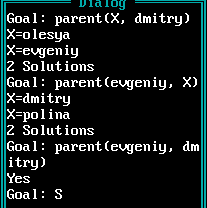 Dialog
Goal: parent(X, dmitry)
X=olesya
X=evgeniy
2 Solutions
Goal: parent(evgeniy, X)
X=dmitry
X=polina
2 Solutions
Goal: parent(evgeniy, dm
itry)
Yes
Goal: S